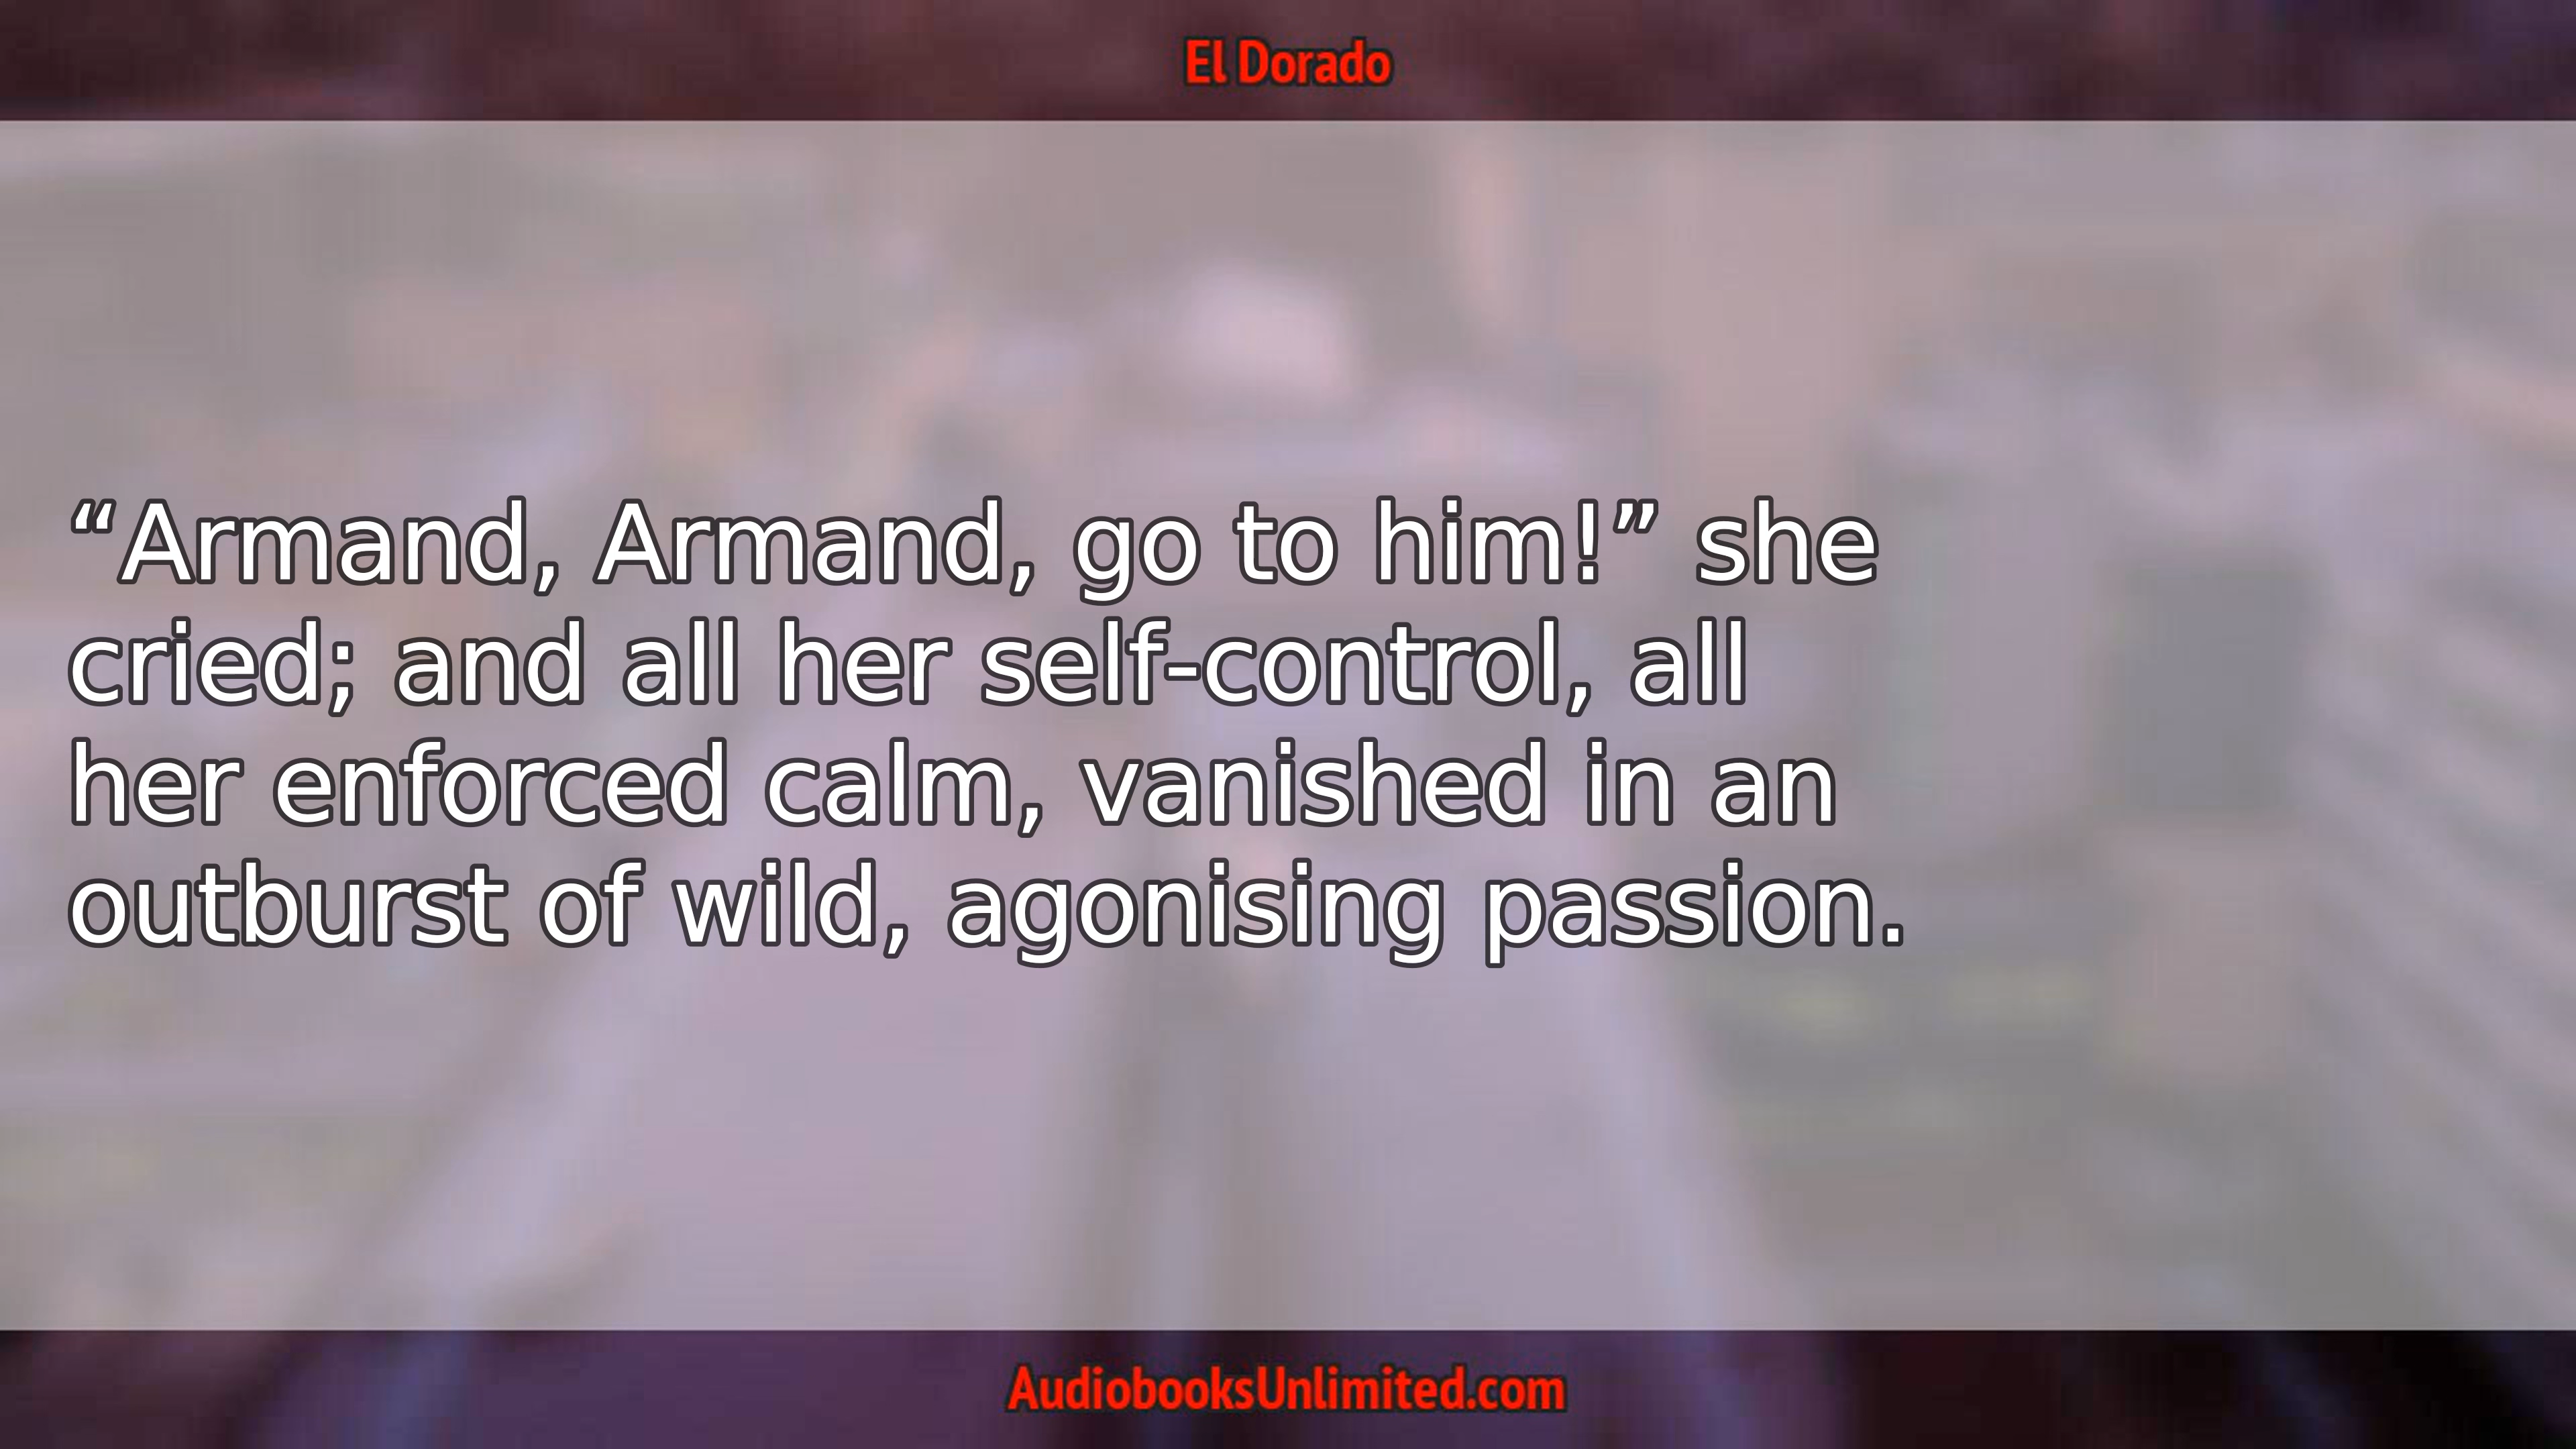 El Dorado
“Armand, Armand, go to him!” she
cried; and all her self-control, all
her enforced calm, vanished in an
outburst of wild, agonising passion.
AudiobooksUnlimited.com